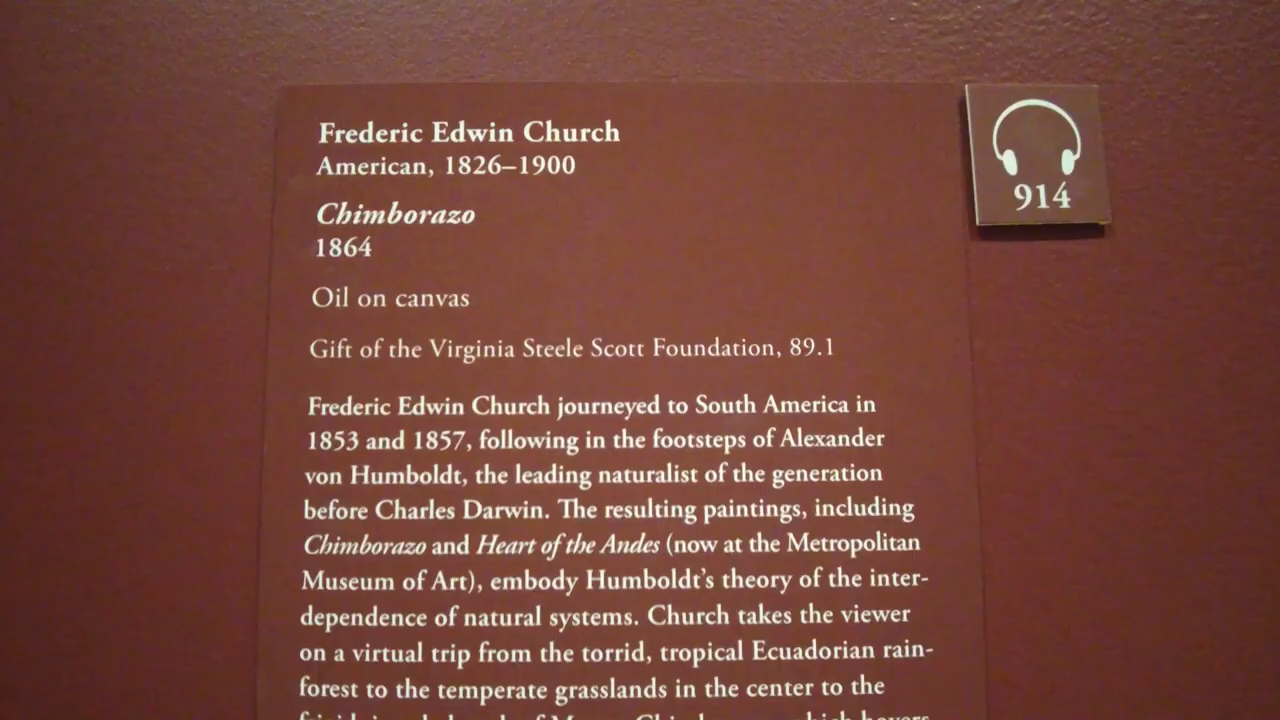 Frederic Edwin Church
American, 1826–1900
Chimborazo
1864
Oil on canvas
Gift of the Virginia Steele Scott Foundation, 89.1
Frederic Edwin Church journeyed to South America in
1853 and 1857, following in the footsteps of Alexander
von Humboldt, the leading naturalist of the generation
before Charles Darwin. The resulting paintings, including
Chimborazo and Heart of the Andes (now at the Metropolitan
Museum of Art), embody Humboldt's theory of the inter-
dependence of natural systems. Church takes the viewer
on a virtual trip from the torrid, tropical Ecuadorian rain-
forest to the temperate grasslands in the center to the
914